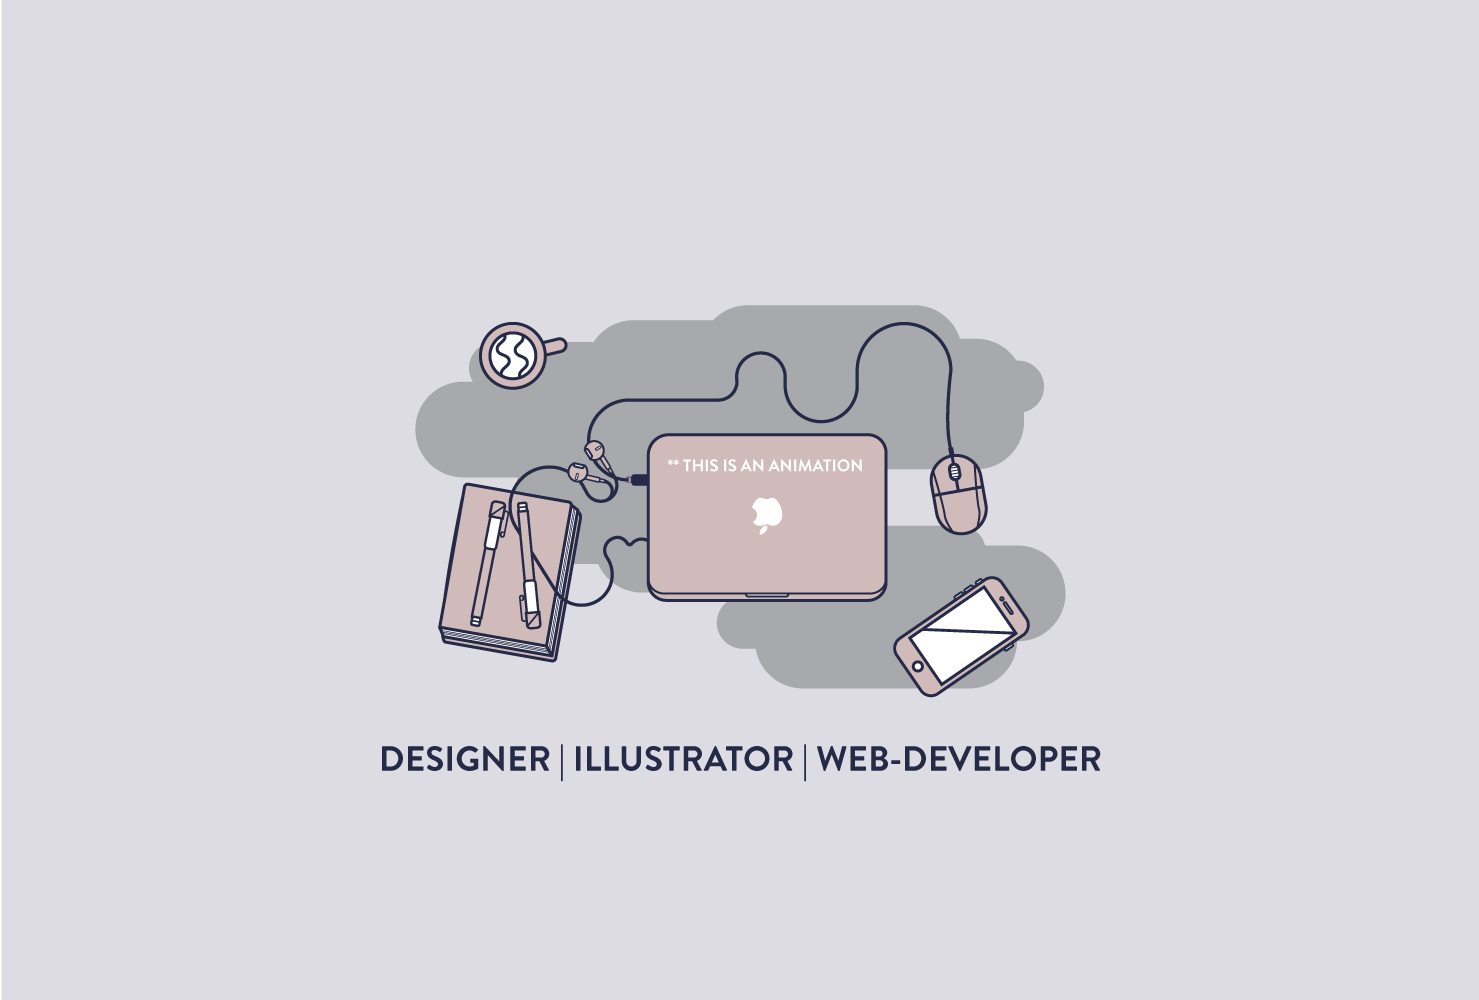 ** THIS IS AN ANIMATION
DESIGNER | ILLUSTRATOR | WEB-DEVELOPER